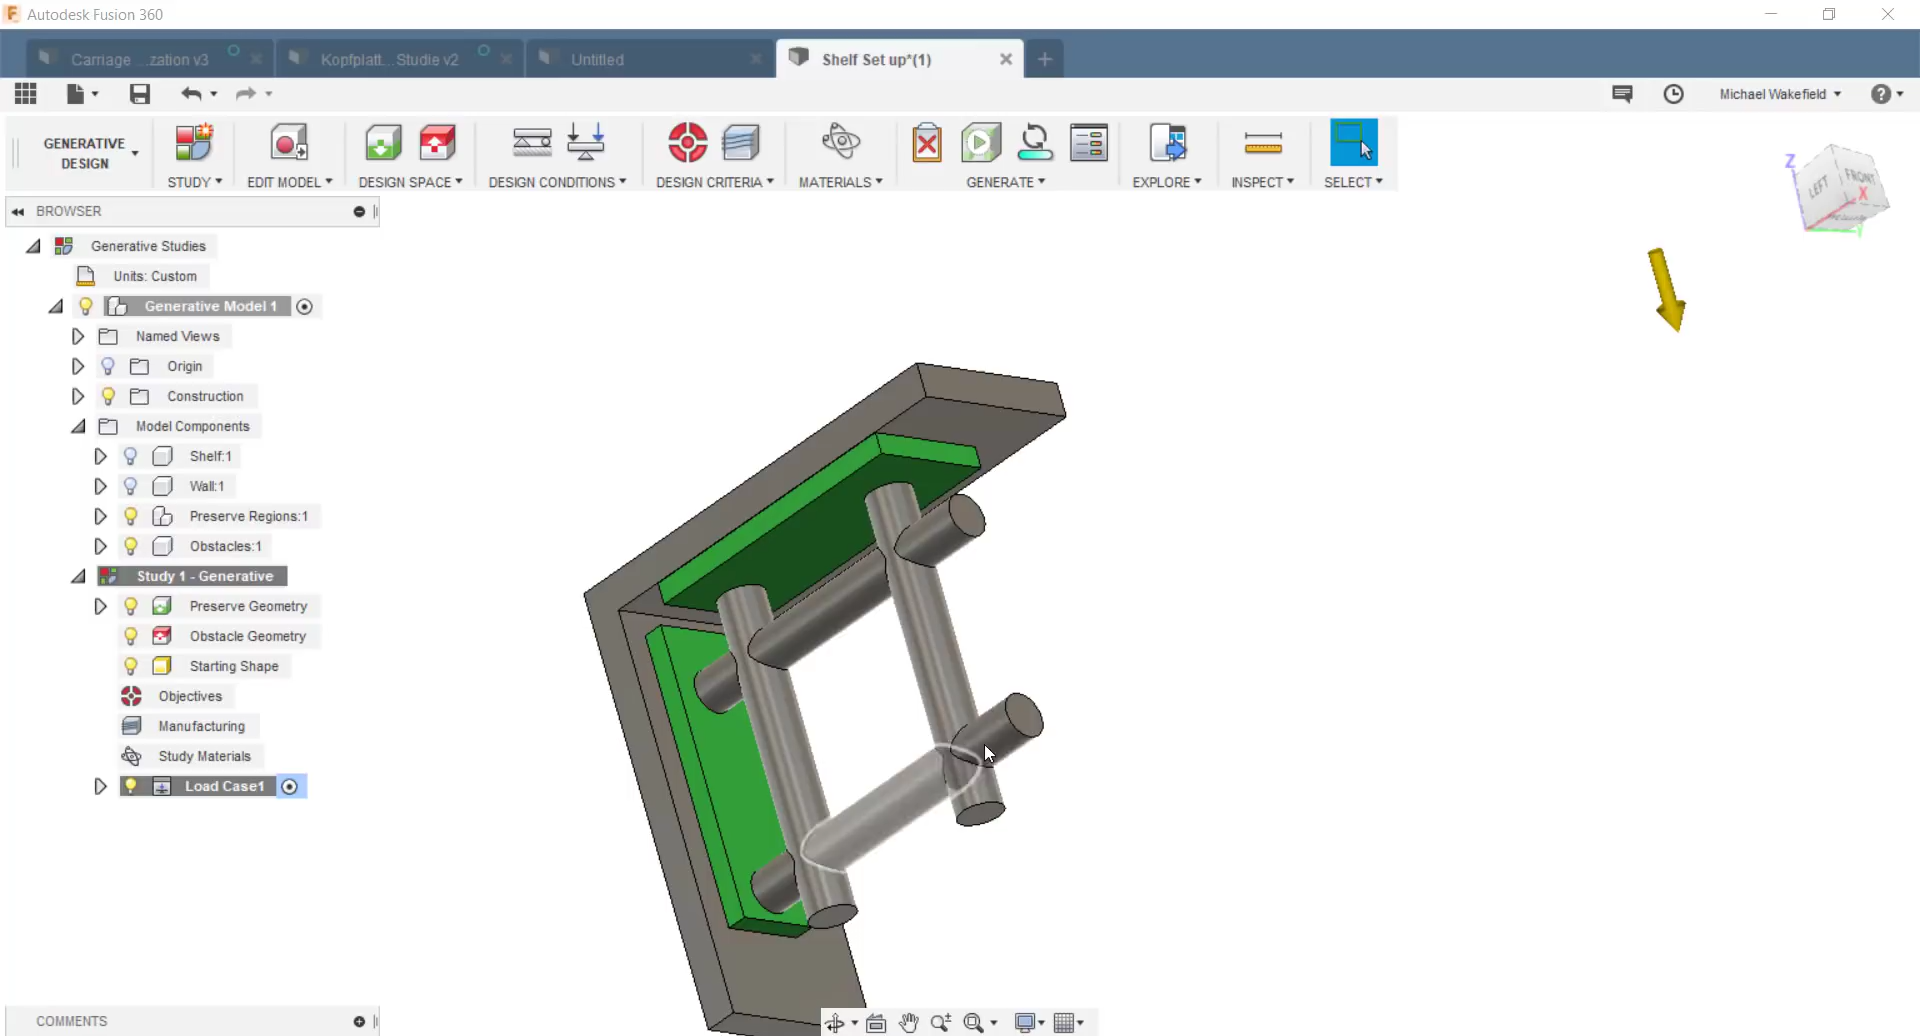 Autodesk Fusion 360
Carriage ...zation v3
Kopfplatt... Studie v2
Untitled
Shelf Set up*(1)
Michael Wakefield
GENERATIVE
DESIGN
STUDY
EDIT MODEL
DESIGN SPACE
DESIGN CONDITIONS
DESIGN CRITERIA
MATERIALS
GENERATE
EXPLORE
INSPECT
SELECT
Z
LEFT
FRONT
X
Y
BROWSER
Generative Studies
Units: Custom
Generative Model 1
Named Views
Origin
Construction
Model Components
Shelf:1
Wall:1
Preserve Regions:1
Obstacles:1
Study 1 - Generative
Preserve Geometry
Obstacle Geometry
Starting Shape
Objectives
Manufacturing
Study Materials
Load Case1
COMMENTS